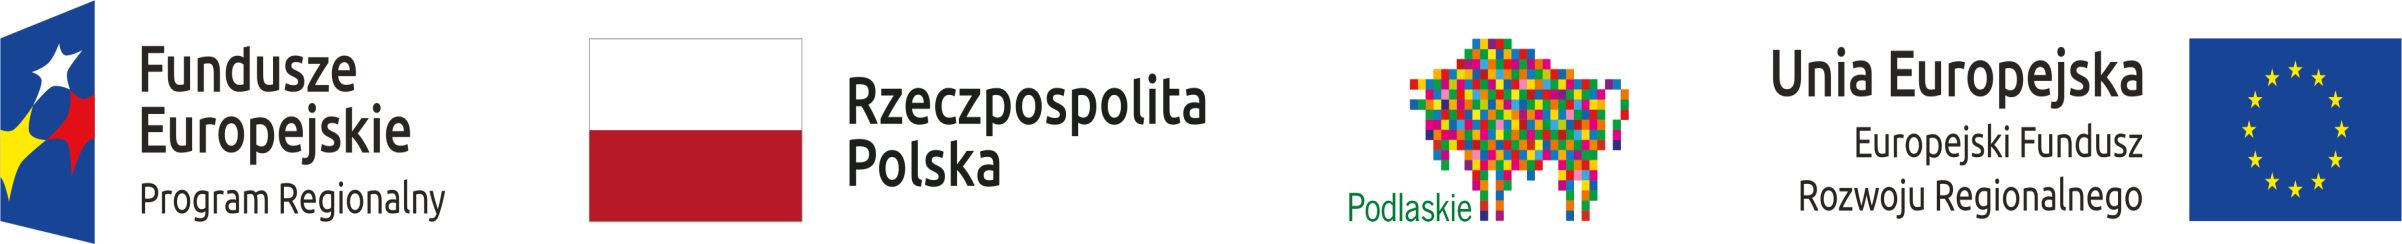 Fundusze
Europejskie
Program Regionalny
Rzeczpospolita
Polska
Podlaskie
Unia Europejska
Europejski Fundusz
Rozwoju Regionalnego